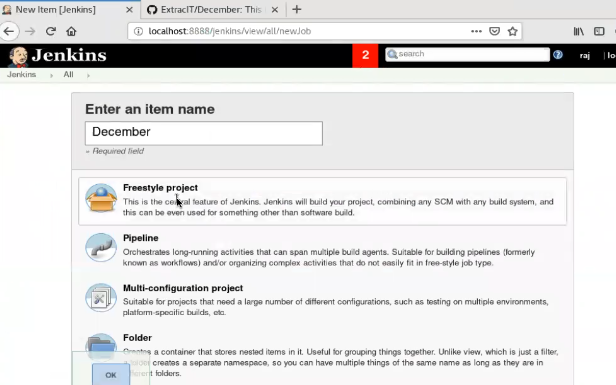 New Item [Jenkins]
ExtracIT/December: This
localhost:8888/jenkins/view/all/newJob
Jenkins
2
search
raj
lo
Jenkins
All
Enter an item name
December
» Required field
Freestyle project
This is the central feature of Jenkins. Jenkins will build your project, combining any SCM with any build system, and
this can be even used for something other than software build.
Pipeline
Orchestrates long-running activities that can span multiple build agents. Suitable for building pipelines (formerly
known as workflows) and/or organizing complex activities that do not easily fit in free-style job type.
Multi-configuration project
Suitable for projects that need a large number of different configurations, such as testing on multiple environments,
platform-specific builds, etc.
Folder
Creates a container that stores nested items in it. Useful for grouping things together. Unlike view, which is just a filter,
a folder creates a separate namespace, so you can have multiple things of the same name as long as they are in
different folders.
OK